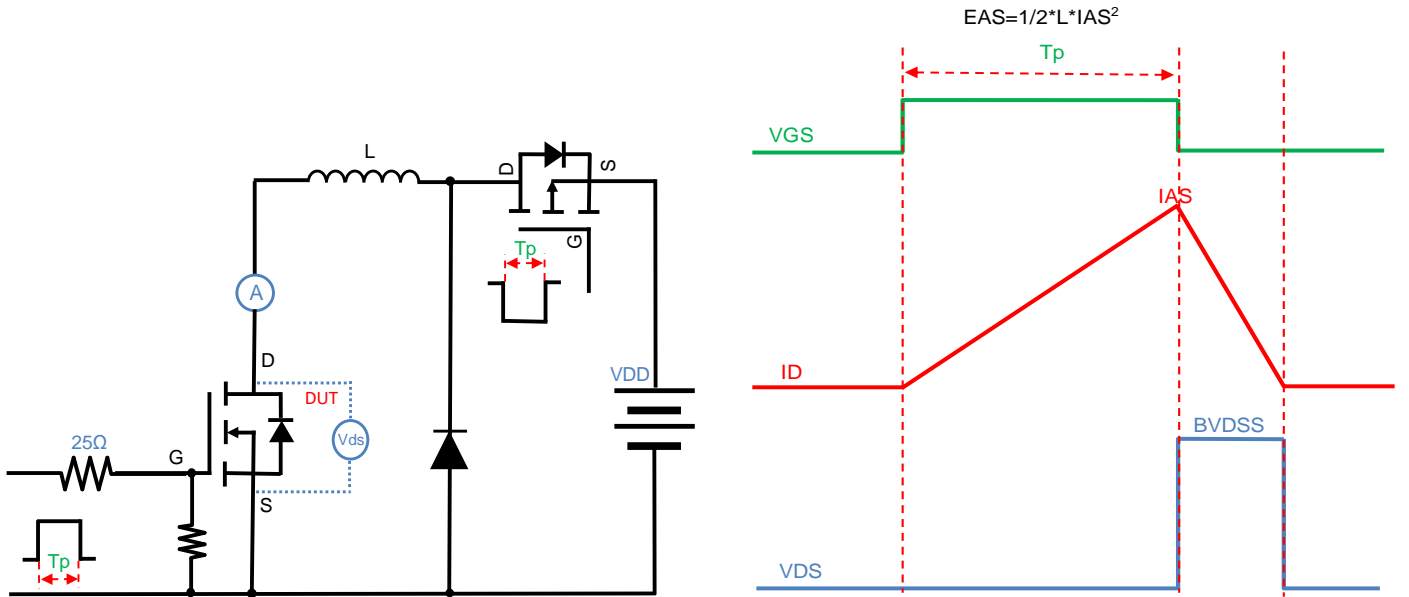 EAS=1/2*L*IAS²
Tp
VGS
L
D
S
G
Tp
IAS
A
D
VDD
ID
DUT
Vds
BVDSS
25Ω
G
S
Tp
VDS